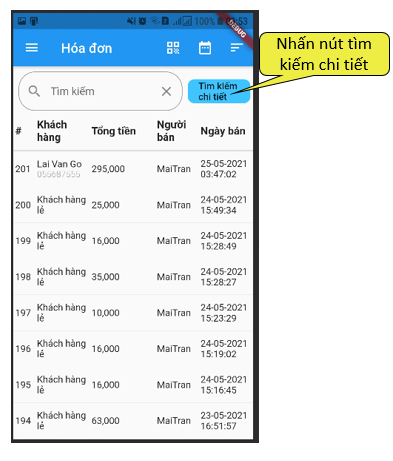 100% 
DEBUG
Hóa đơn
Nhấn nút tìm
kiếm chi tiết
Tìm kiếm
Tìm kiếm
chi tiết
# Khách hàng Tổng tiền Người bán Ngày bán
201 Lai Van Go 295,000 MaiTran 25-05-2021
03:47:02
200 Khách hàng 25,000 MaiTran 24-05-2021
lẻ 15:49:34
199 Khách hàng 16,000 MaiTran 24-05-2021
lẻ 15:28:49
198 Khách hàng 35,000 MaiTran 24-05-2021
lẻ 15:28:27
197 Khách hàng 10,000 MaiTran 24-05-2021
lẻ 15:23:29
196 Khách hàng 16,000 MaiTran 24-05-2021
lẻ 15:19:02
195 Khách hàng 16,000 MaiTran 24-05-2021
lẻ 15:16:45
194 Khách hàng 63,000 MaiTran 23-05-2021
lẻ 16:51:57